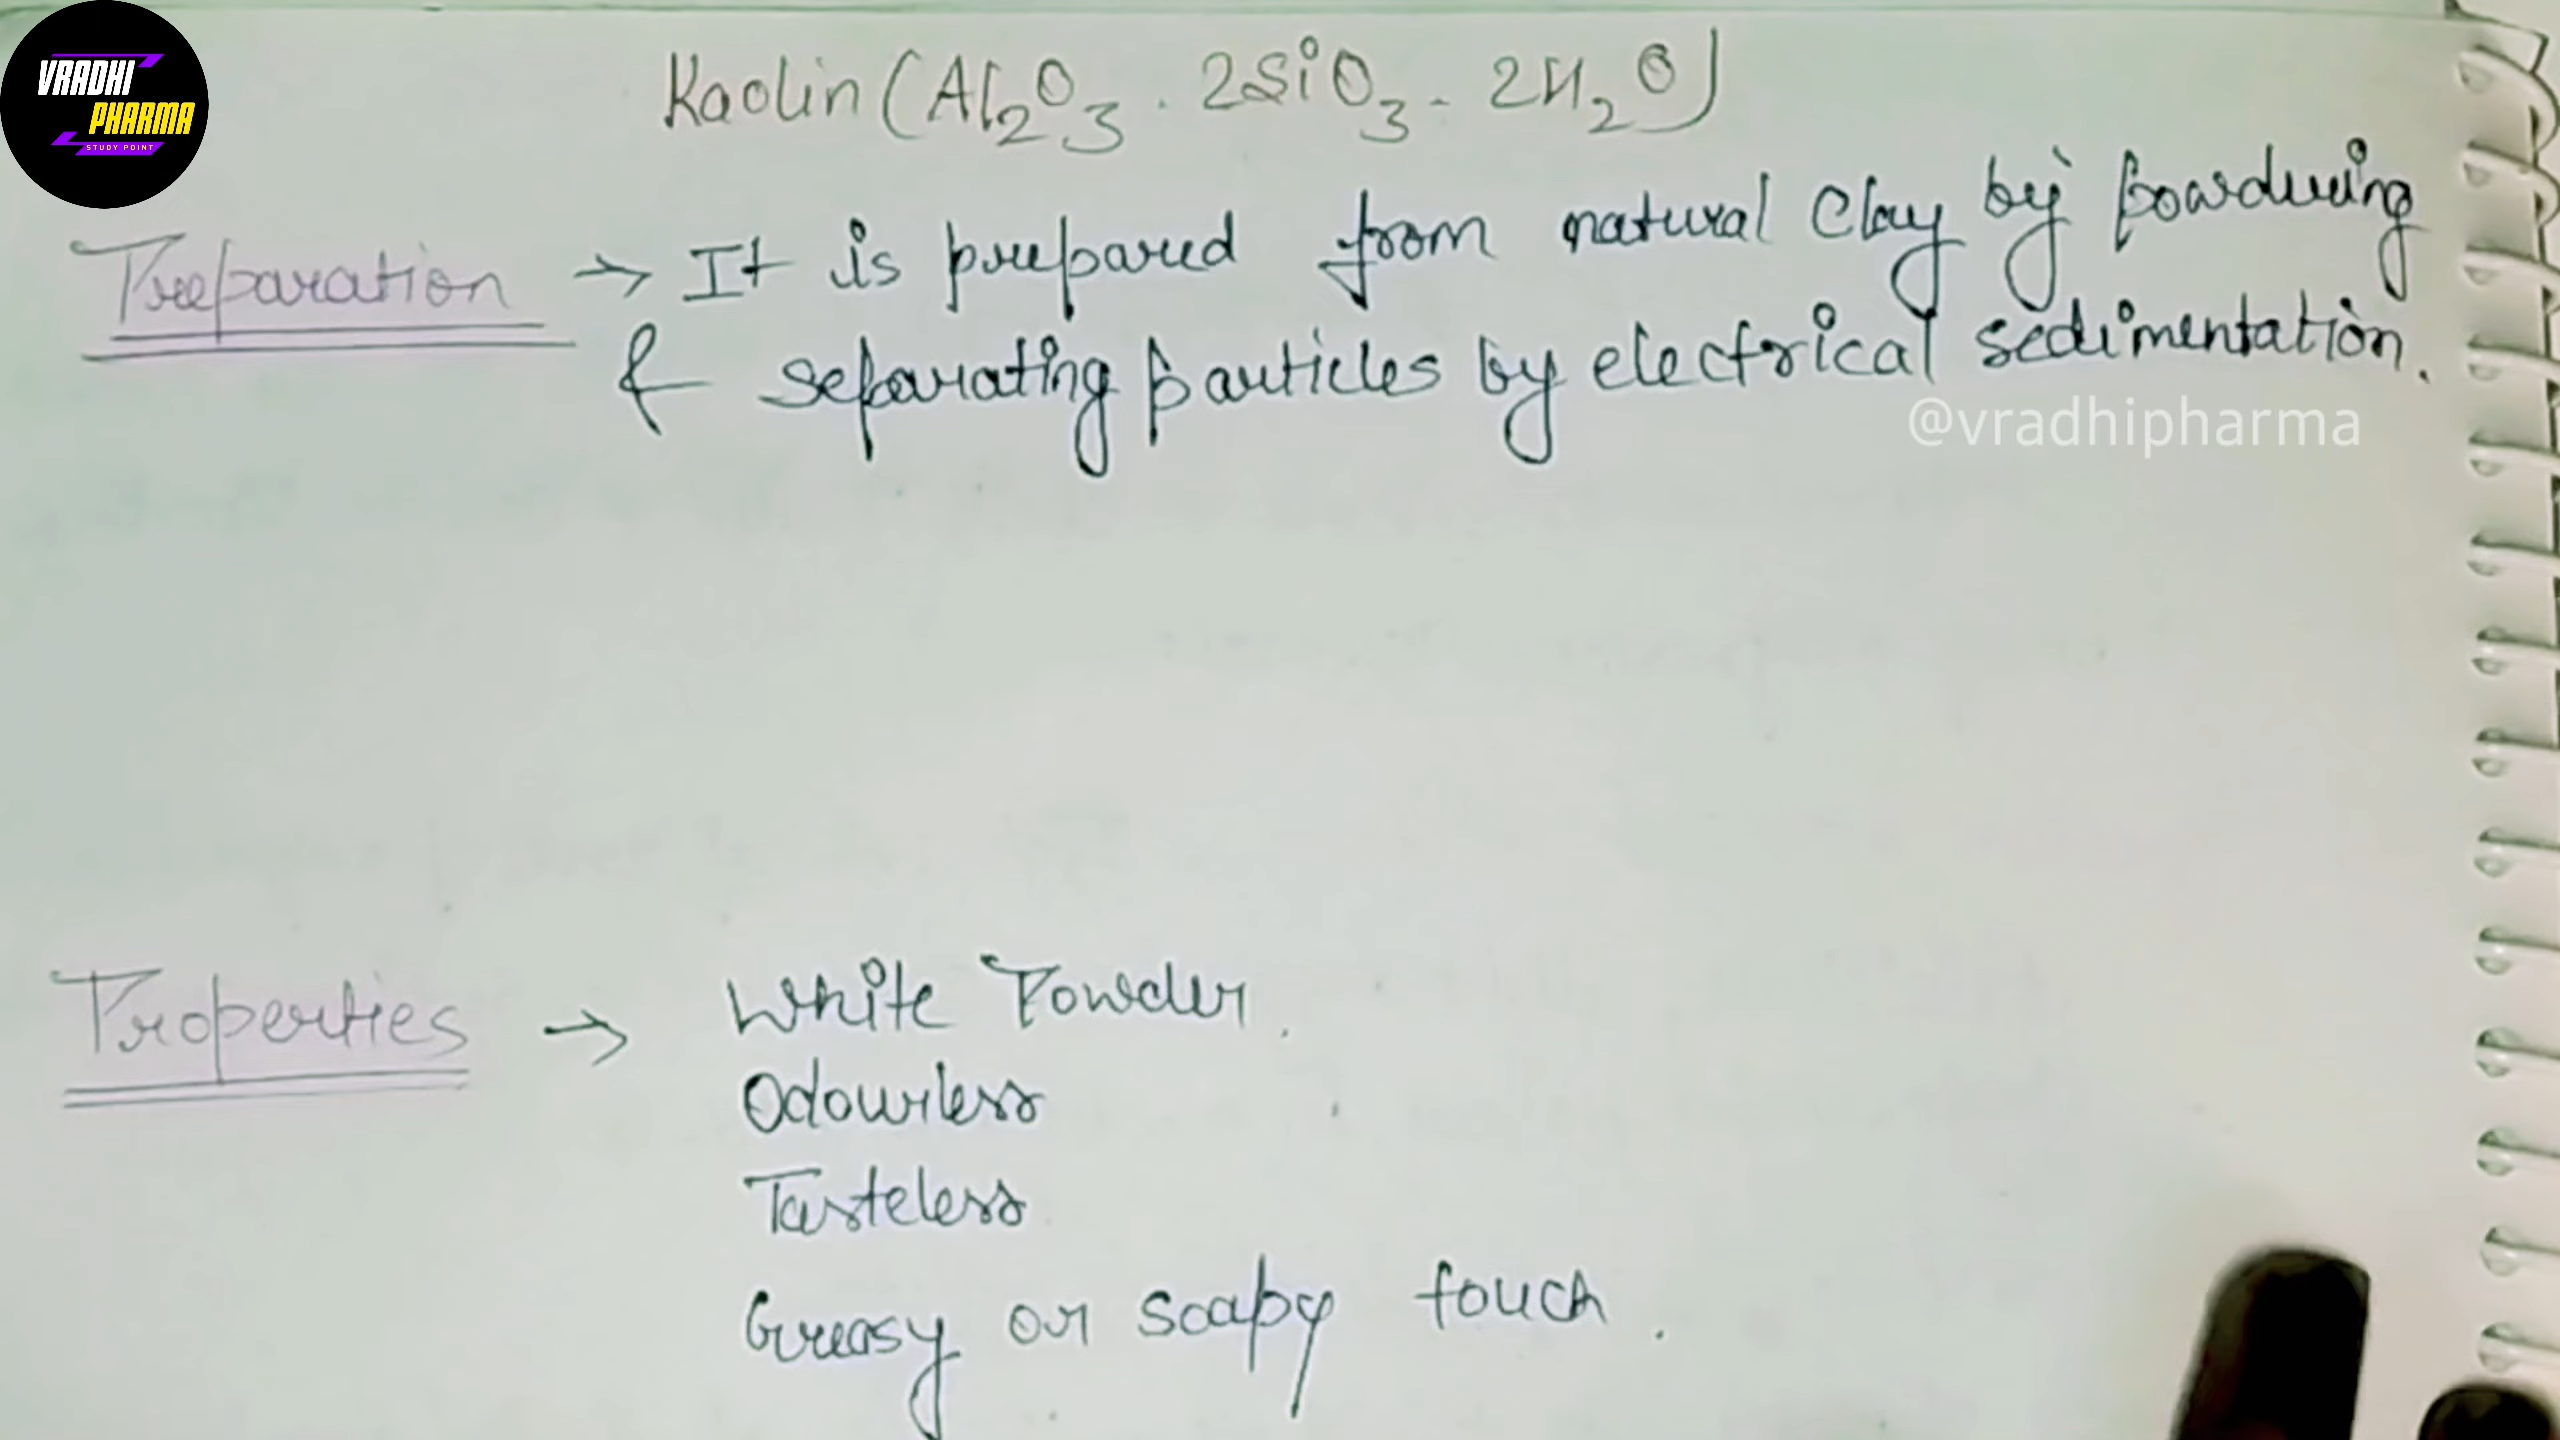 VRADHI
PHARMA
STUDY POINT
Kaolin (Al2O3 . 2SiO3 . 2H2O)
Preparation → It is prepared from natural clay by powdering
& separating particles by electrical sedimentation.
@vradhipharma
Properties → White Powder.
Odourless
Tasteless
Greasy or soapy touch.